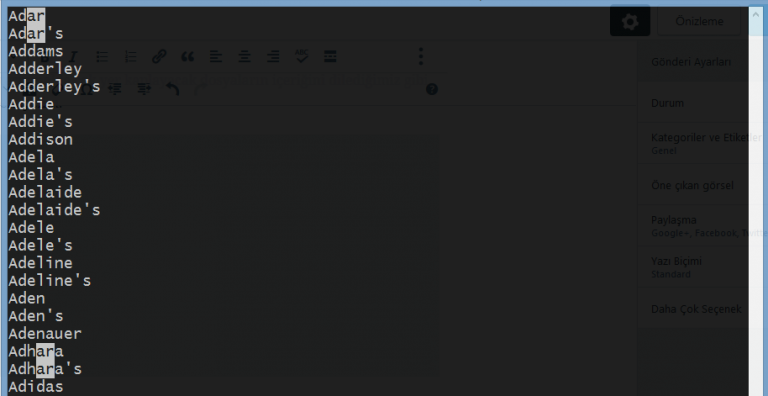 Adar
Adar's
Addams
Adderley
Adderley's
Addie
Addie's
Addison
Adela
Adela's
Adelaide
Adelaide's
Adele
Adele's
Adeline
Adeline's
Aden
Aden's
Adenauer
Adhara
Adhara's
Adidas
Önizleme
Gönderi Ayarları
Durum
Kategoriler ve Etiketler
Genel
Öne çıkan görsel
Paylaşma
Google+, Facebook,
Yazı Biçimi
Standard
Daha Çok Seçenek